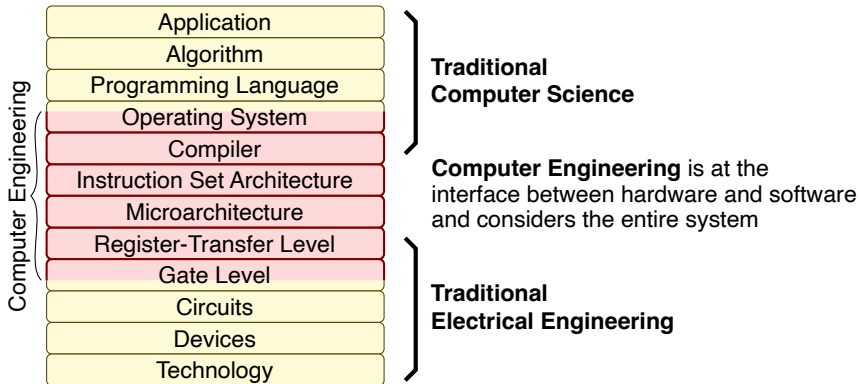 Computer Engineering
Application
Algorithm
Programming Language
Operating System
Compiler
Instruction Set Architecture
Microarchitecture
Register-Transfer Level
Gate Level
Circuits
Devices
Technology
Traditional
Computer Science
Computer Engineering is at the
interface between hardware and software
and considers the entire system
Traditional
Electrical Engineering